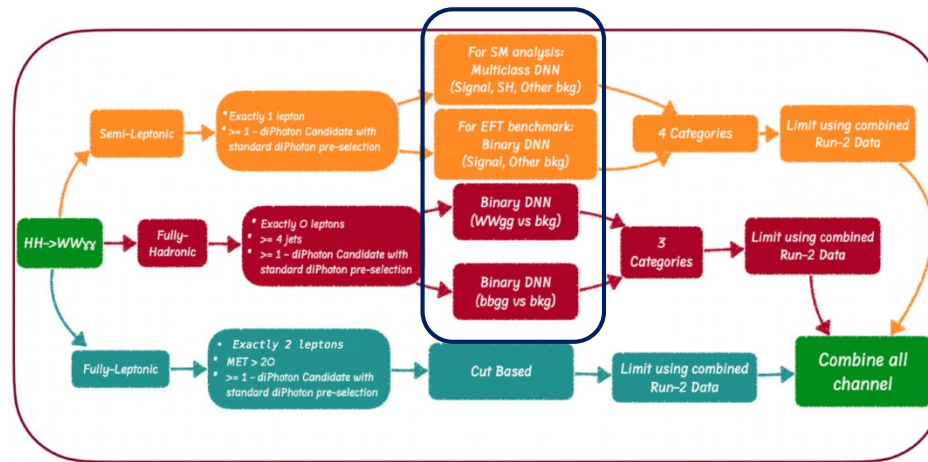 HH->WWγγ
Semi-Leptonic
• Exactly 1 lepton
• >= 1 - diPhoton Candidate with
standard diPhoton pre-selection
For SM analysis:
Multiclass DNN
(Signal, SH, Other bkg)
For EFT benchmark:
Binary DNN
(Signal, Other bkg)
4 Categories
Limit using combined
Run-2 Data
Fully-
Hadronic
• Exactly 0 leptons
• >= 4 jets
• >= 1 - diPhoton Candidate with
standard diPhoton pre-selection
Binary DNN
(WWgg vs bkg)
Binary DNN
(bbgg vs bkg)
3
Categories
Limit using combined
Run-2 Data
Fully-Leptonic
• Exactly 2 leptons
• MET > 20
• >= 1 - diPhoton Candidate with
standard diPhoton pre-selection
Cut Based
Limit using combined
Run-2 Data
Combine all
channel